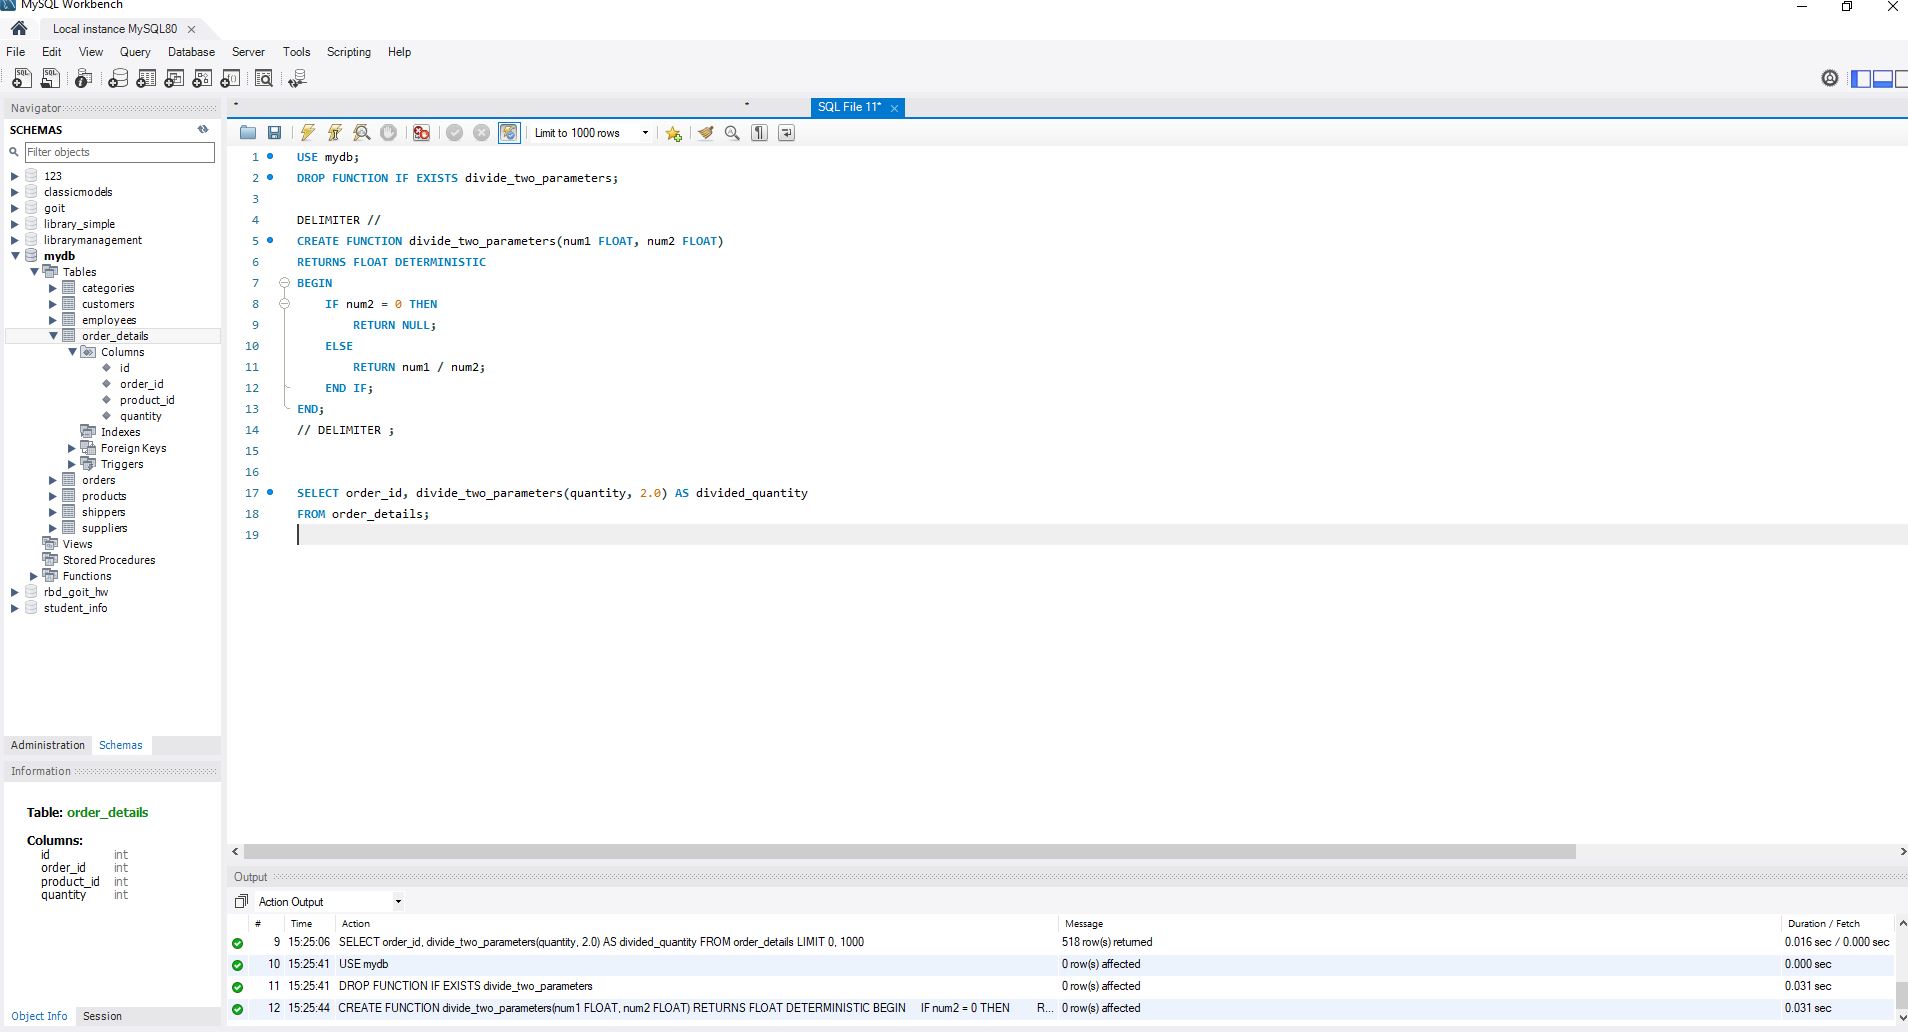 MySQL Workbench
Local instance MySQL80
File Edit View Query Database Server Tools Scripting Help
Navigator
SCHEMAS
Filter objects
123
classicmodels
goit
library_simple
librarymanagement
mydb
Tables
categories
customers
employees
order_details
Columns
id
order_id
product_id
quantity
Indexes
Foreign Keys
Triggers
orders
products
shippers
suppliers
Views
Stored Procedures
Functions
rbd_goit_hw
student_info
Administration Schemas
Information
Table: order_details
Columns:
id int
order_id int
product_id int
quantity int
Object Info Session
* * SQL File 11*
Limit to 1000 rows
1 USE mydb;
2 DROP FUNCTION IF EXISTS divide_two_parameters;
3
4 DELIMITER //
5 CREATE FUNCTION divide_two_parameters(num1 FLOAT, num2 FLOAT)
6 RETURNS FLOAT DETERMINISTIC
7 BEGIN
8 IF num2 = 0 THEN
9 RETURN NULL;
10 ELSE
11 RETURN num1 / num2;
12 END IF;
13 END;
14 // DELIMITER ;
15
16
17 SELECT order_id, divide_two_parameters(quantity, 2.0) AS divided_quantity
18 FROM order_details;
19
Output
Action Output
# Time Action Message Duration / Fetch
9 15:25:06 SELECT order_id, divide_two_parameters(quantity, 2.0) AS divided_quantity FROM order_details LIMIT 0, 1000 518 row(s) returned 0.016 sec / 0.000 sec
10 15:25:41 USE mydb 0 row(s) affected 0.000 sec
11 15:25:41 DROP FUNCTION IF EXISTS divide_two_parameters 0 row(s) affected 0.031 sec
12 15:25:44 CREATE FUNCTION divide_two_parameters(num1 FLOAT, num2 FLOAT) RETURNS FLOAT DETERMINISTIC BEGIN IF num2 = 0 THEN R... 0 row(s) affected 0.031 sec